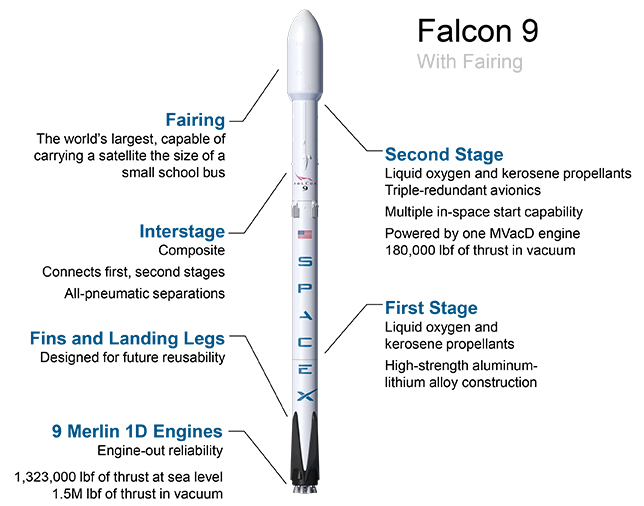 Falcon 9
With Fairing
Fairing
The world's largest, capable of
carrying a satellite the size of a
small school bus
Second Stage
Liquid oxygen and kerosene propellants
Triple-redundant avionics
Multiple in-space start capability
Powered by one MVacD engine
180,000 lbf of thrust in vacuum
FALCON
9
Interstage
Composite
Connects first, second stages
All-pneumatic separations
SPACEX
First Stage
Liquid oxygen and
kerosene propellants
High-strength aluminum-
lithium alloy construction
Fins and Landing Legs
Designed for future reusability
9 Merlin 1D Engines
Engine-out reliability
1,323,000 lbf of thrust at sea level
1.5M lbf of thrust in vacuum